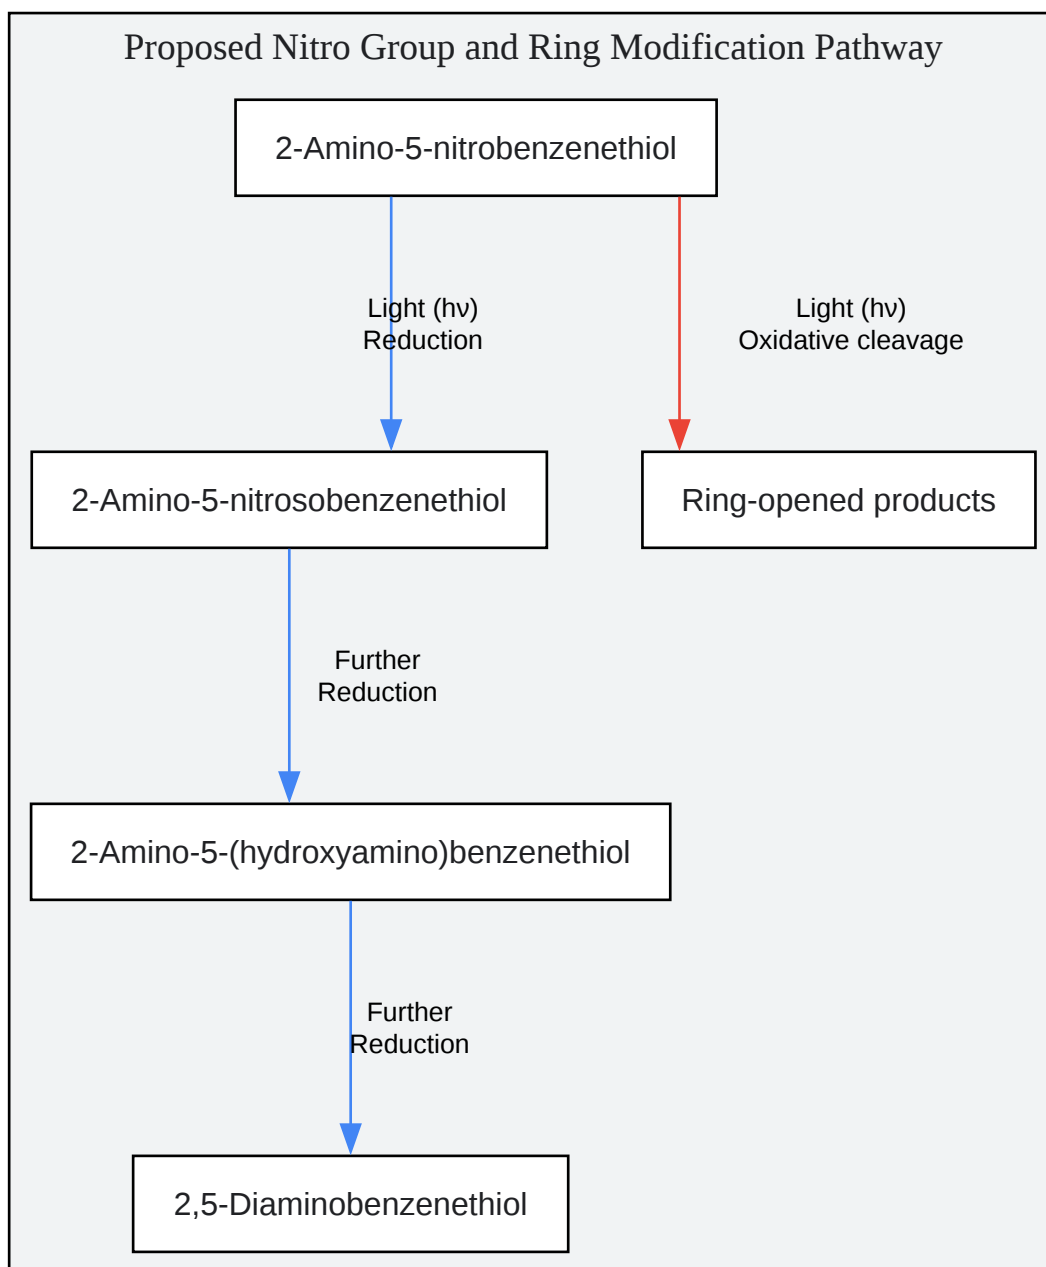 Proposed Nitro Group and Ring Modification Pathway
2-Amino-5-nitrobenzenethiol
Light (hν)
Reduction
Light (hν)
Oxidative cleavage
2-Amino-5-nitrosobenzenethiol
Ring-opened products
Further
Reduction
2-Amino-5-(hydroxyamino)benzenethiol
Further
Reduction
2,5-Diaminobenzenethiol